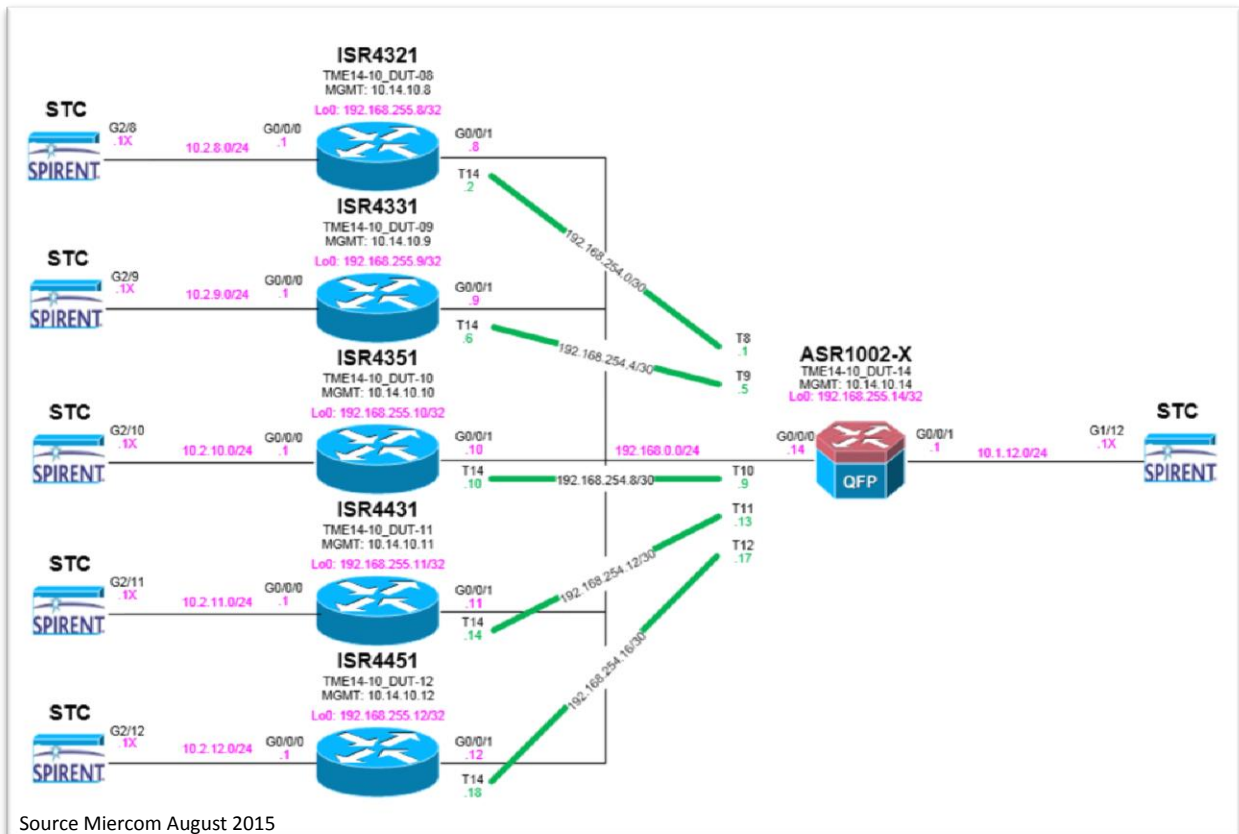 ISR4321
TME14-10_DUT-08
MGMT: 10.14.10.8
Lo0: 192.168.255.8/32
STC
G2/8
.1X
SPIRENT
10.2.8.0/24
G0/0/0
.1
G0/0/1
.8
T14
.2
192.168.254.0/30
ISR4331
TME14-10_DUT-09
MGMT: 10.14.10.9
Lo0: 192.168.255.9/32
STC
G2/9
.1X
SPIRENT
10.2.9.0/24
G0/0/0
.1
G0/0/1
.9
T14
.6
192.168.254.4/30
T8
.1
T9
.5
ISR4351
TME14-10_DUT-10
MGMT: 10.14.10.10
Lo0: 192.168.255.10/32
STC
G2/10
.1X
SPIRENT
10.2.10.0/24
G0/0/0
.1
G0/0/1
.10
T14
.10
192.168.0.0/24
192.168.254.8/30
T10
.9
ASR1002-X
TME14-10_DUT-14
MGMT: 10.14.10.14
Lo0: 192.168.255.14/32
G0/0/0
.14
QFP
G0/0/1
.1
10.1.12.0/24
STC
G1/12
.1X
SPIRENT
ISR4431
TME14-10_DUT-11
MGMT: 10.14.10.11
Lo0: 192.168.255.11/32
STC
G2/11
.1X
SPIRENT
10.2.11.0/24
G0/0/0
.1
G0/0/1
.11
T14
.14
192.168.254.12/30
T11
.13
T12
.17
ISR4451
TME14-10_DUT-12
MGMT: 10.14.10.12
Lo0: 192.168.255.12/32
STC
G2/12
.1X
SPIRENT
10.2.12.0/24
G0/0/0
.1
G0/0/1
.12
T14
.18
192.168.254.16/30
Source Miercom August 2015